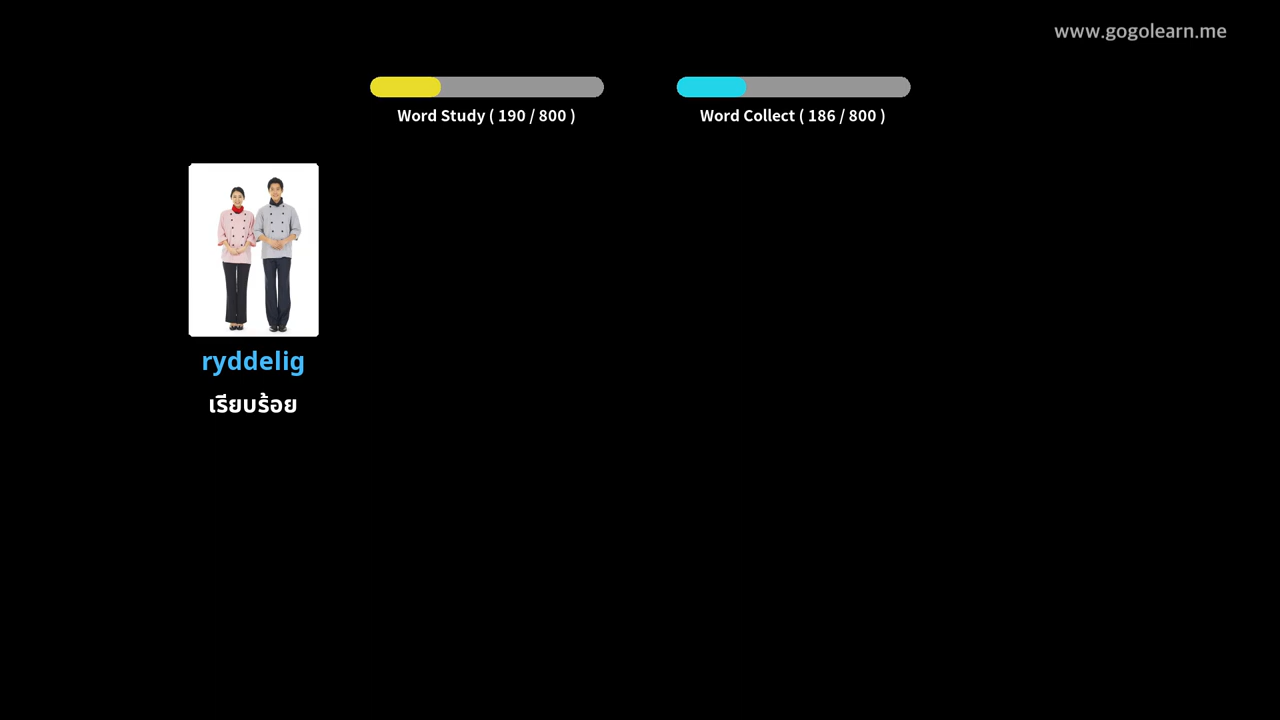 www.gogolearn.me
Word Study ( 190 / 800 )
Word Collect ( 186 / 800 )
ryddelig
เรียบร้อย